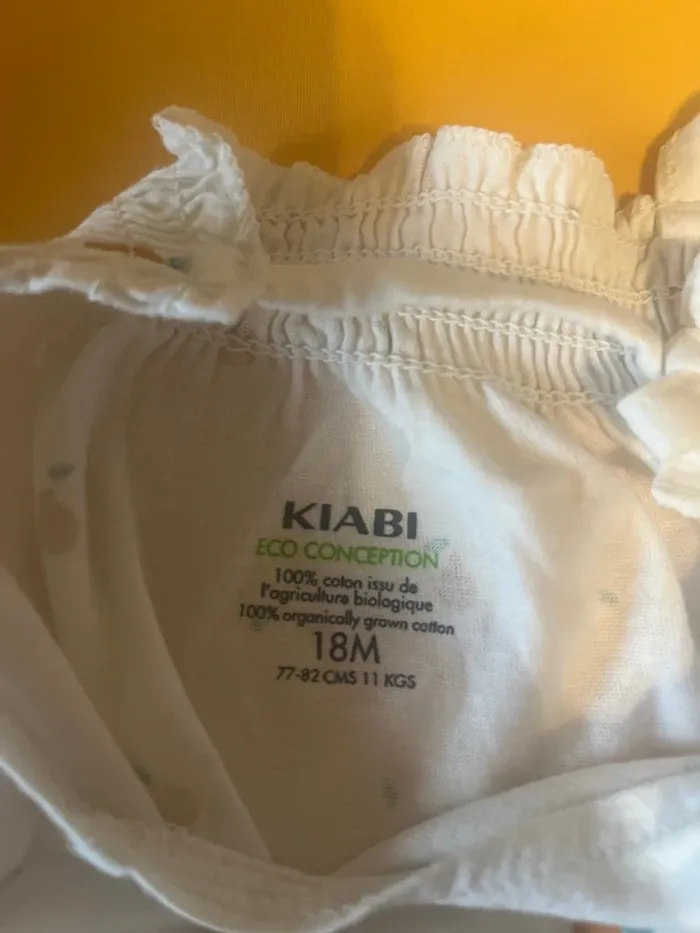 KIABI
ECO CONCEPTION
100% coton issu de
l'agriculture biologique
100% organically grown cotton
18M
77-82 CMS 11 KGS